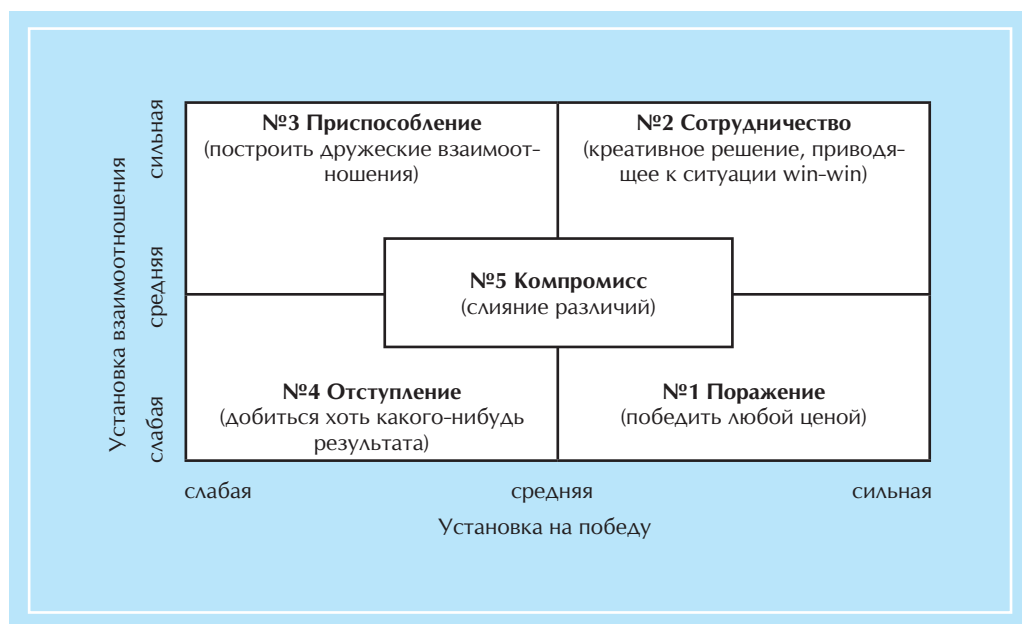 №3 Приспособление
(построить дружеские взаимоот-
ношения)
№2 Сотрудничество
(креативное решение, приводя-
щее к ситуации win-win)
№5 Компромисс
(слияние различий)
№4 Отступление
(добиться хоть какого-нибудь
результата)
№1 Поражение
(победить любой ценой)
Установка взаимоотношения
сильная
средняя
слабая
слабая
средняя
сильная
Установка на победу